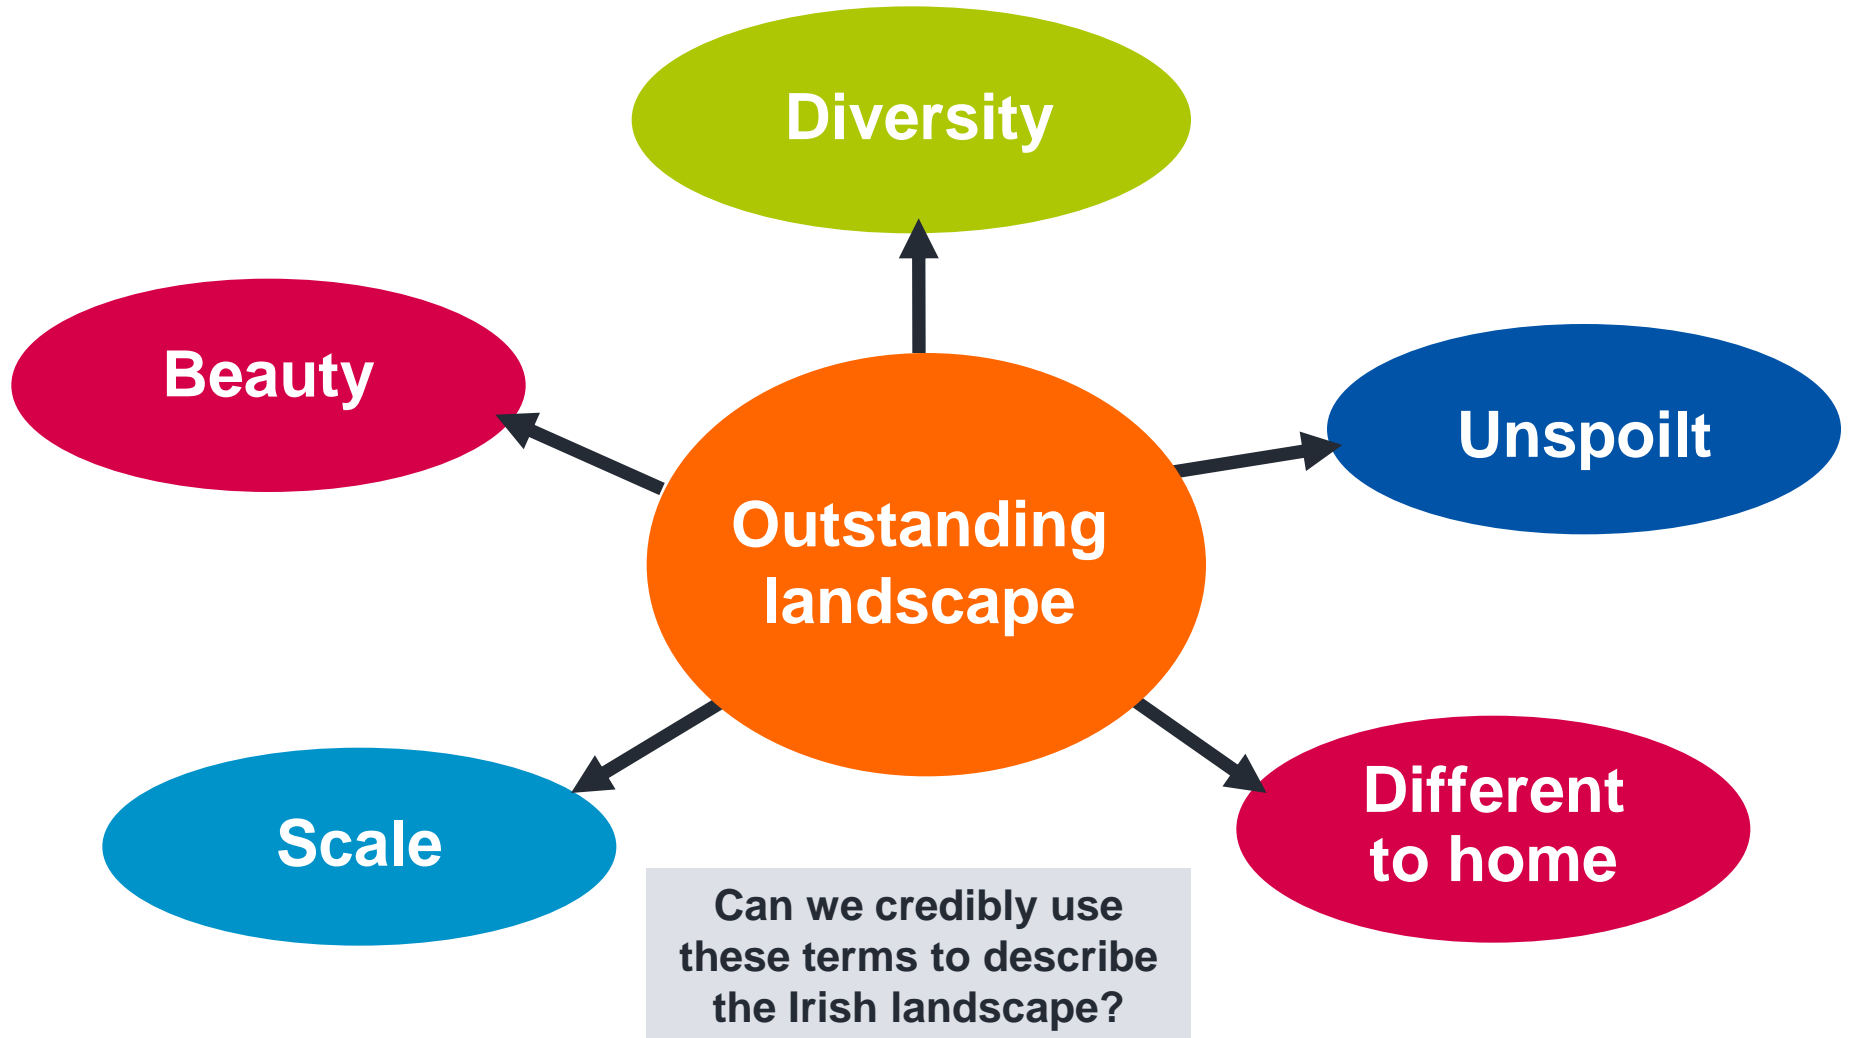 Diversity
Beauty
Unspoilt
Outstanding
landscape
Scale
Different
to home
Can we credibly use
these terms to describe
the Irish landscape?